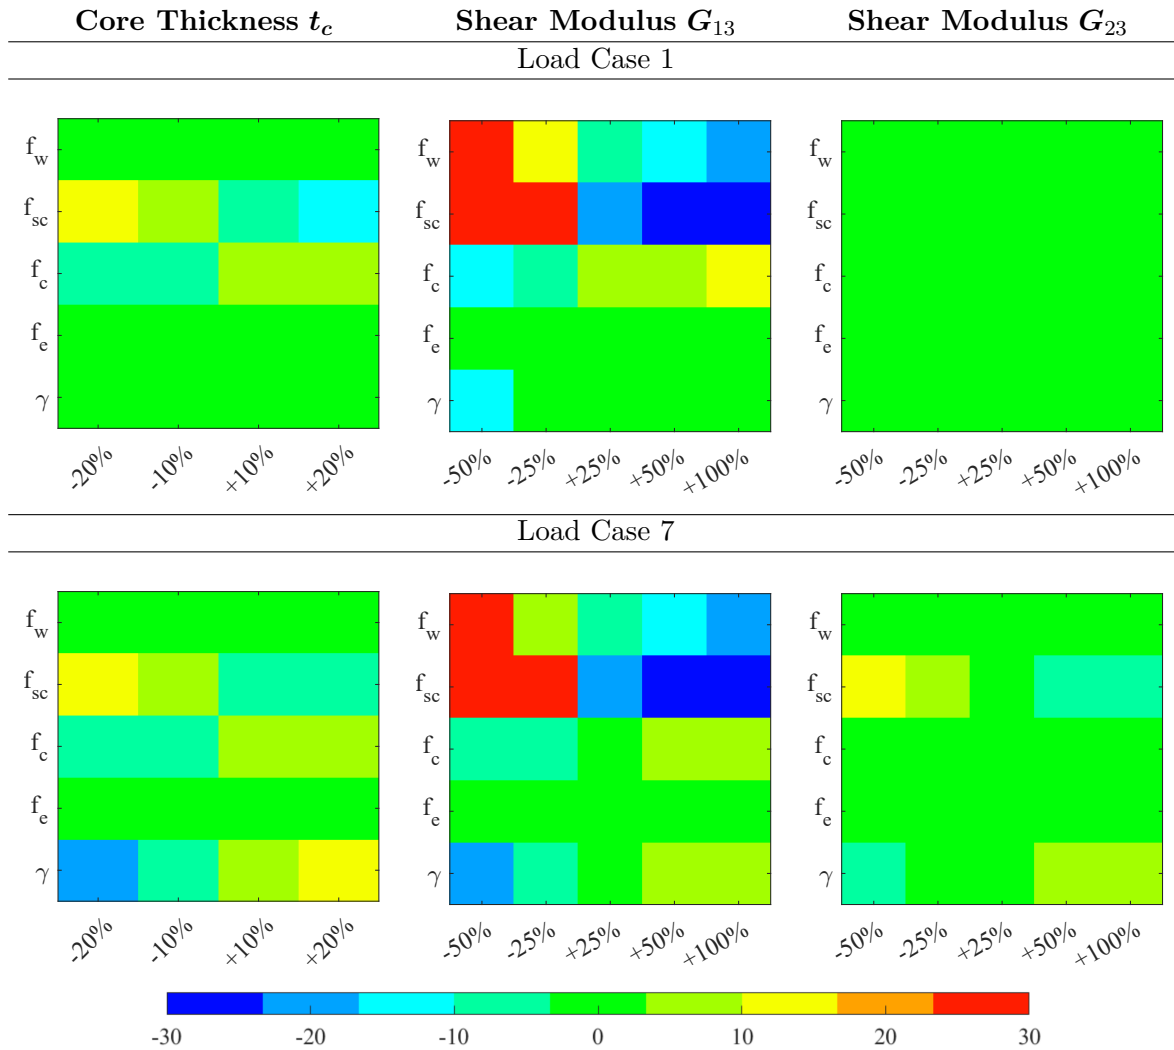 Core Thickness t_c Shear Modulus G_13 Shear Modulus G_23
Load Case 1
f_w f_w f_w
f_sc f_sc f_sc
f_c f_c f_c
f_e f_e f_e
γ γ γ
-20% -10% +10% +20% -50% -25% +25% +50% +100% -50% -25% +25% +50% +100%
Load Case 7
f_w f_w f_w
f_sc f_sc f_sc
f_c f_c f_c
f_e f_e f_e
γ γ γ
-20% -10% +10% +20% -50% -25% +25% +50% +100% -50% -25% +25% +50% +100%
-30 -20 -10 0 10 20 30